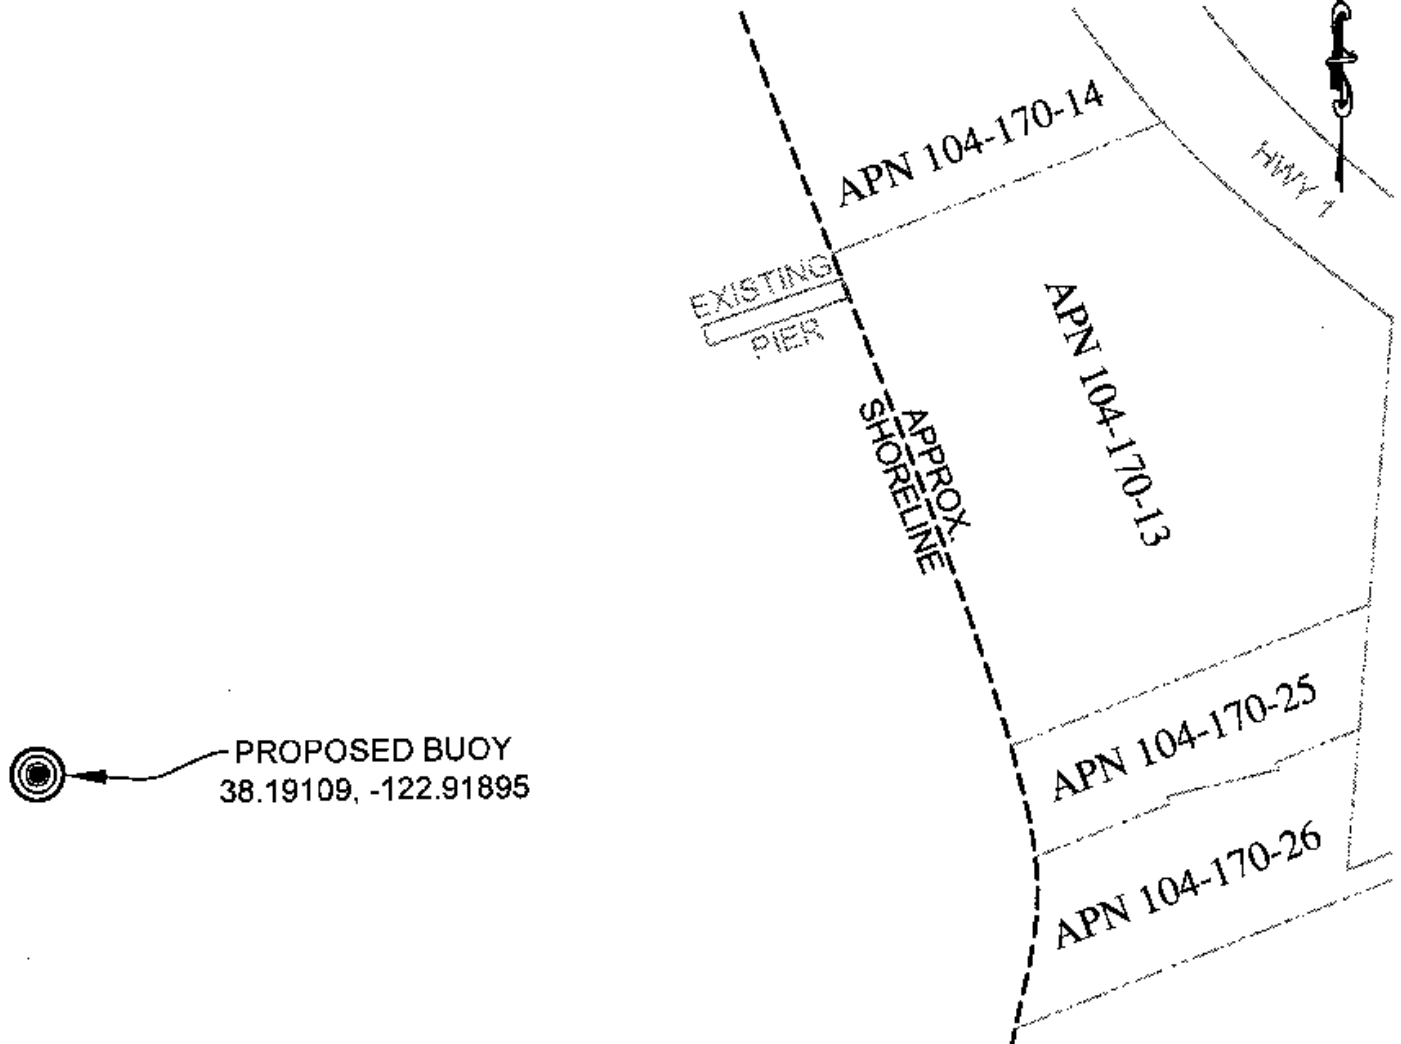 APN 104-170-14
HWY 1
EXISTING
PIER
APN 104-170-13
APPROX.
SHORELINE
APN 104-170-25
PROPOSED BUOY
38.19109, -122.91895
APN 104-170-26